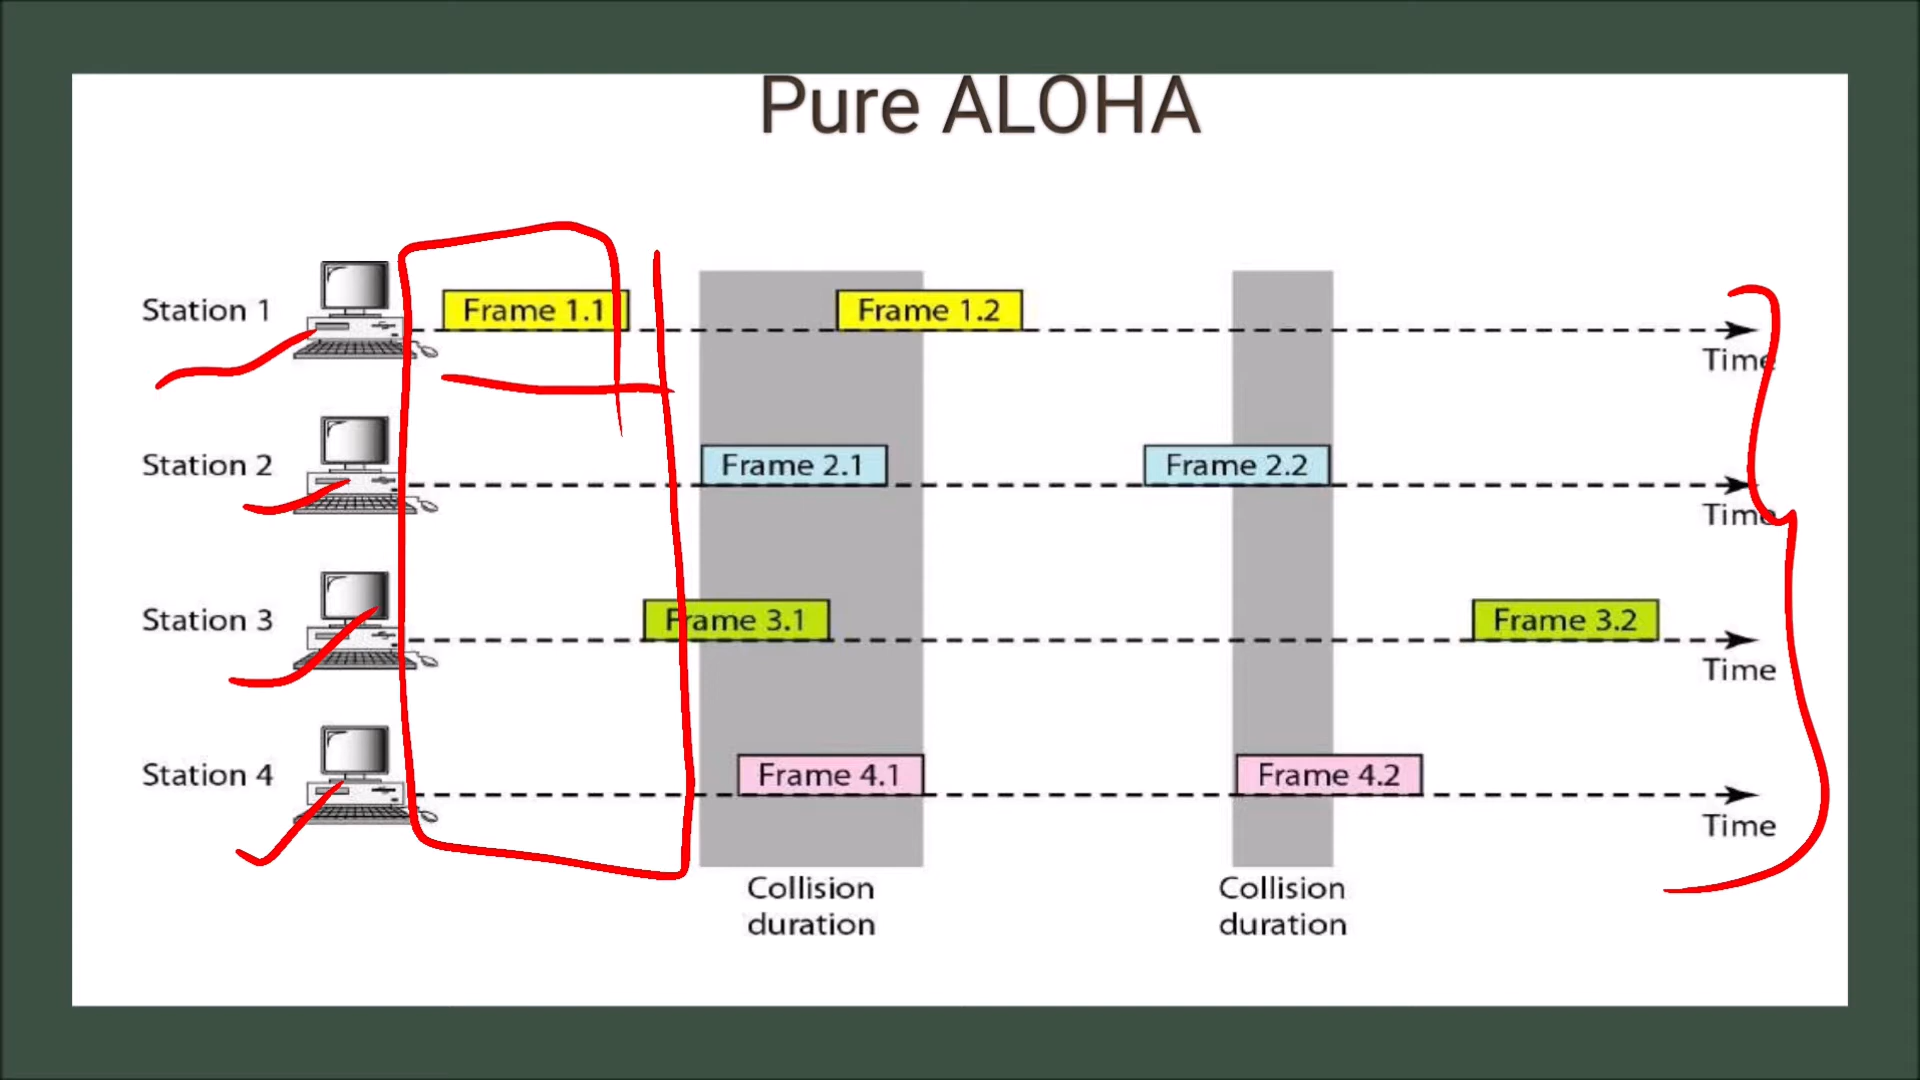 Pure ALOHA
Station 1
Frame 1.1
Frame 1.2
Time
Station 2
Frame 2.1
Frame 2.2
Time
Station 3
Frame 3.1
Frame 3.2
Time
Station 4
Frame 4.1
Frame 4.2
Time
Collision
duration
Collision
duration